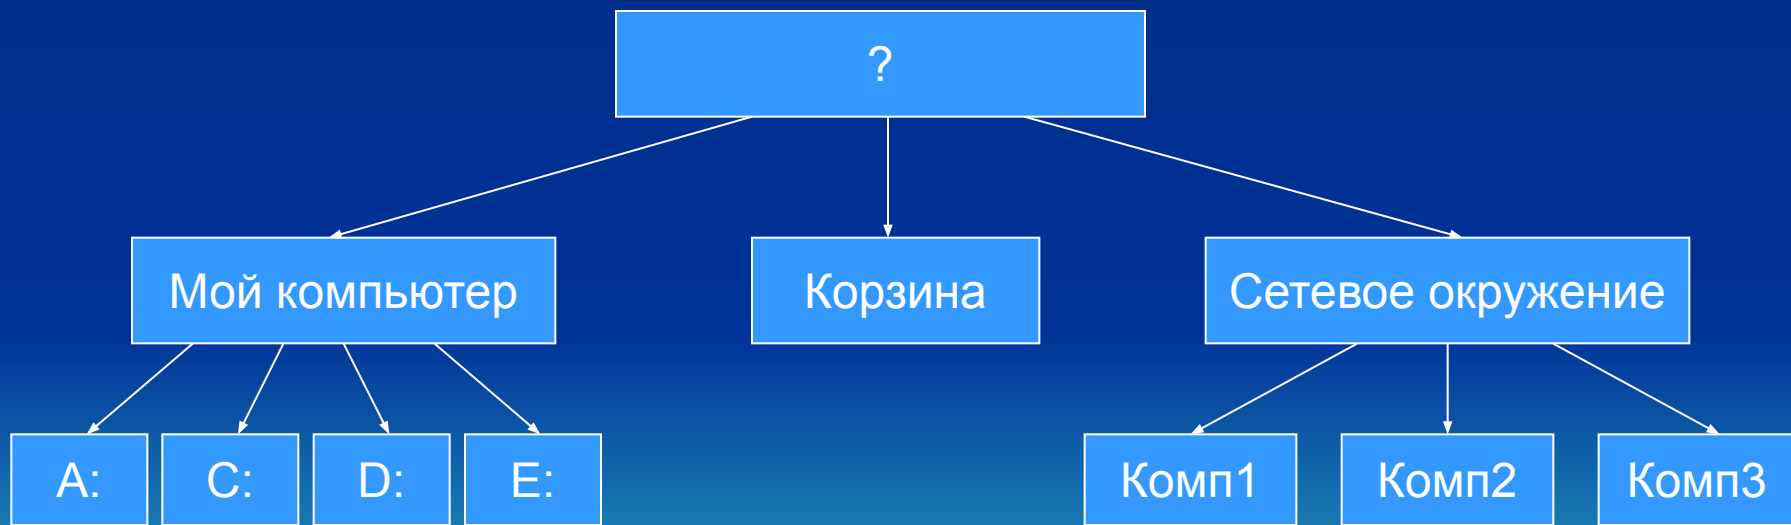 ?
Мой компьютер
Корзина
Сетевое окружение
A:
C:
D:
E:
Комп1
Комп2
Комп3